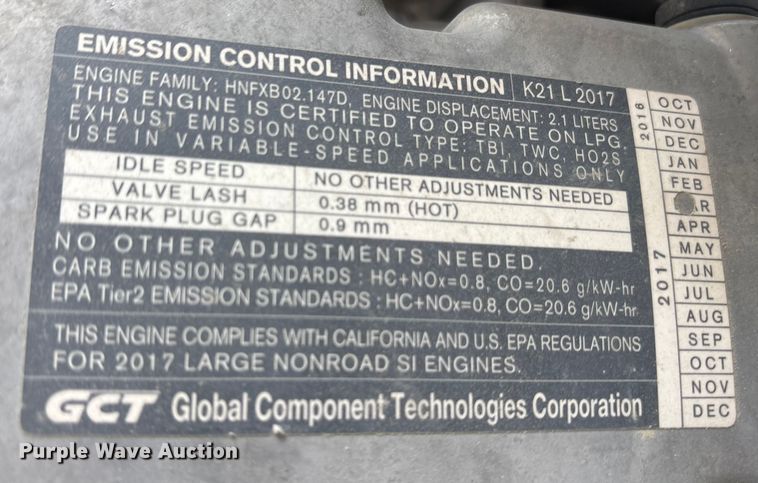 EMISSION CONTROL INFORMATION K21 L 2017
ENGINE FAMILY: HNFXB02.147D, ENGINE DISPLACEMENT: 2.1 LITERS
THIS ENGINE IS CERTIFIED TO OPERATE ON LPG.
EXHAUST EMISSION CONTROL TYPE: TBI, TWC, HO2S
USE IN VARIABLE-SPEED APPLICATIONS ONLY
IDLE SPEED NO OTHER ADJUSTMENTS NEEDED
VALVE LASH 0.38 mm (HOT)
SPARK PLUG GAP 0.9 mm
NO OTHER ADJUSTMENTS NEEDED.
CARB EMISSION STANDARDS : HC+NOx=0.8, CO=20.6 g/kW-hr
EPA Tier2 EMISSION STANDARDS : HC+NOx=0.8, CO=20.6 g/kW-hr
THIS ENGINE COMPLIES WITH CALIFORNIA AND U.S. EPA REGULATIONS
FOR 2017 LARGE NONROAD SI ENGINES.
GCT Global Component Technologies Corporation
2016
OCT
NOV
DEC
2017
JAN
FEB
AR
APR
MAY
JUN
JUL
AUG
SEP
OCT
NOV
DEC
Purple Wave Auction